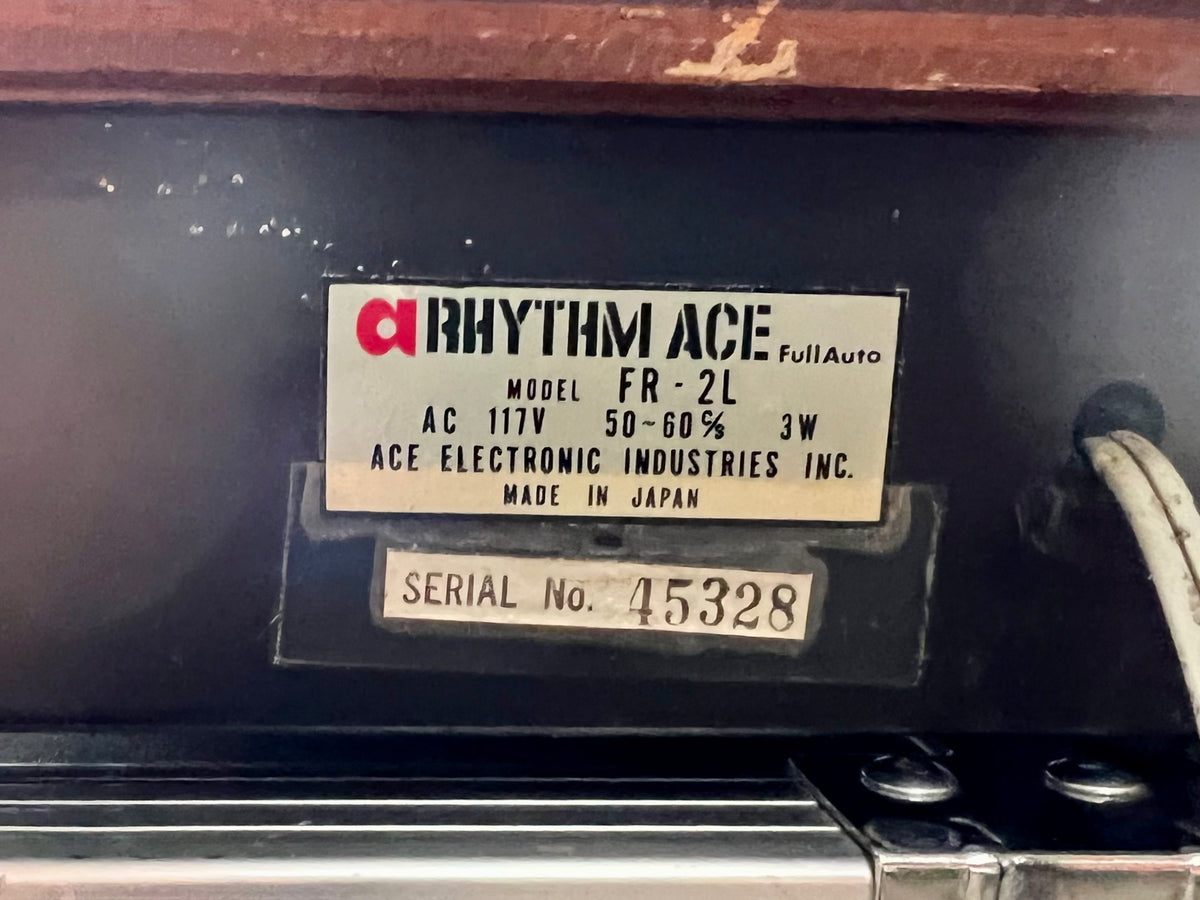 a RHYTHM ACE FullAuto
MODEL FR-2L
AC 117V 50~60 c/s 3W
ACE ELECTRONIC INDUSTRIES INC.
MADE IN JAPAN
SERIAL No. 45328